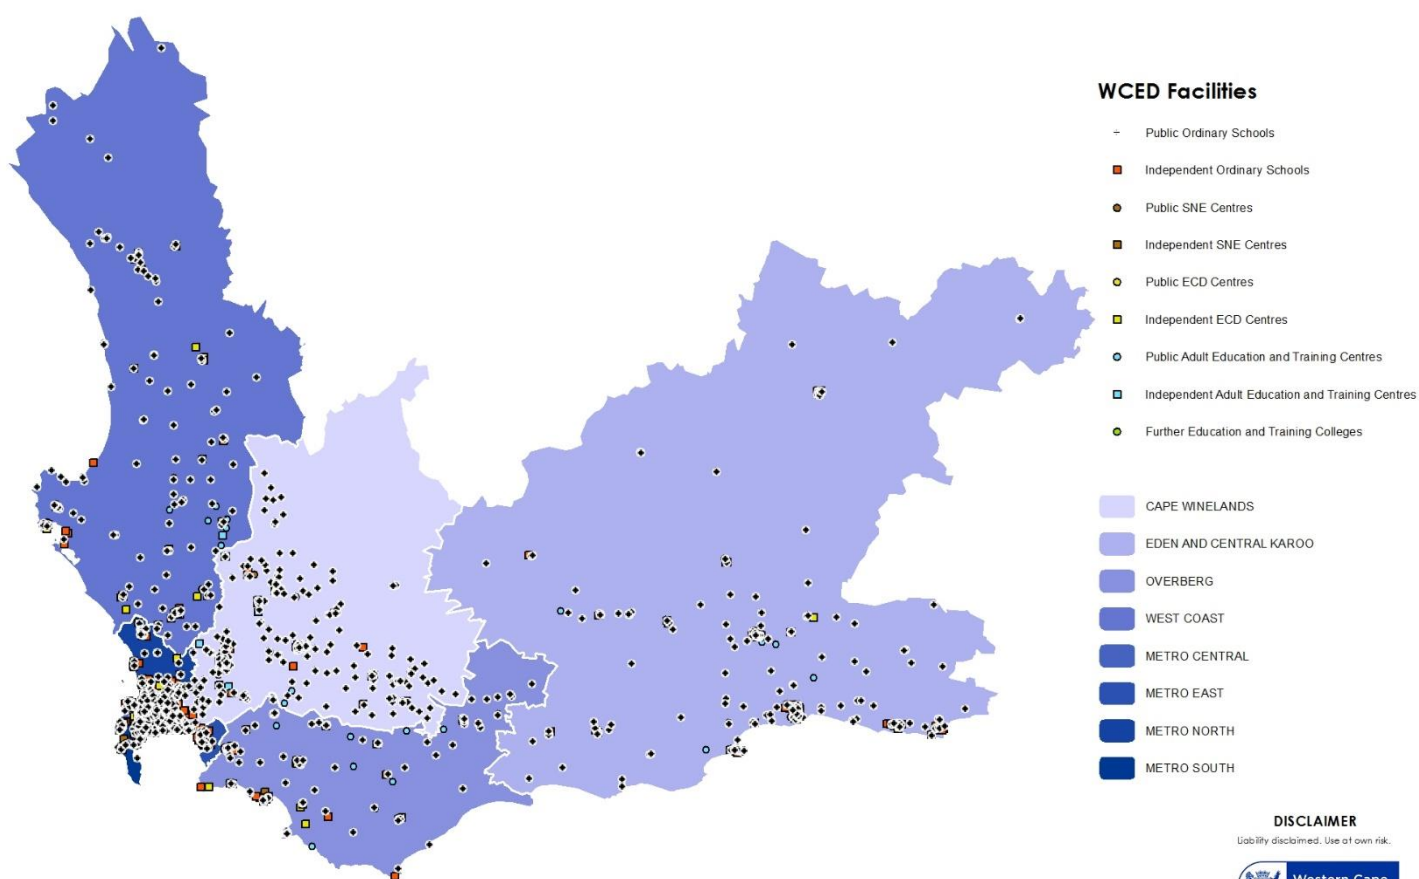 WCED Facilities
Public Ordinary Schools
Independent Ordinary Schools
Public SNE Centres
Independent SNE Centres
Public ECD Centres
Independent ECD Centres
Public Adult Education and Training Centres
Independent Adult Education and Training Centres
Further Education and Training Colleges
CAPE WINELANDS
EDEN AND CENTRAL KAROO
OVERBERG
WEST COAST
METRO CENTRAL
METRO EAST
METRO NORTH
METRO SOUTH
DISCLAIMER
Liability disclaimed. Use at own risk.
Western Cape